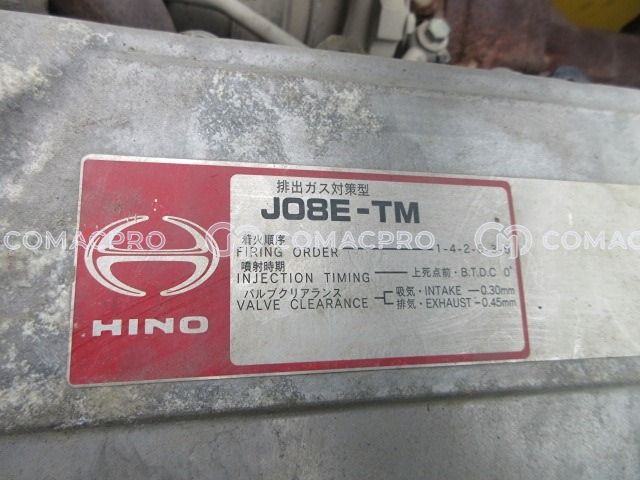 排出ガス対策型
J08E-TM
着火順序
FIRING ORDER
噴射時期
INJECTION TIMING 上死点前・B.T.D.C 0°
バルブクリアランス
VALVE CLEARANCE
吸気・INTAKE-0.30mm
排気・EXHAUST-0.45mm
HINO
COMACPRO COMACPRO COMACPRO